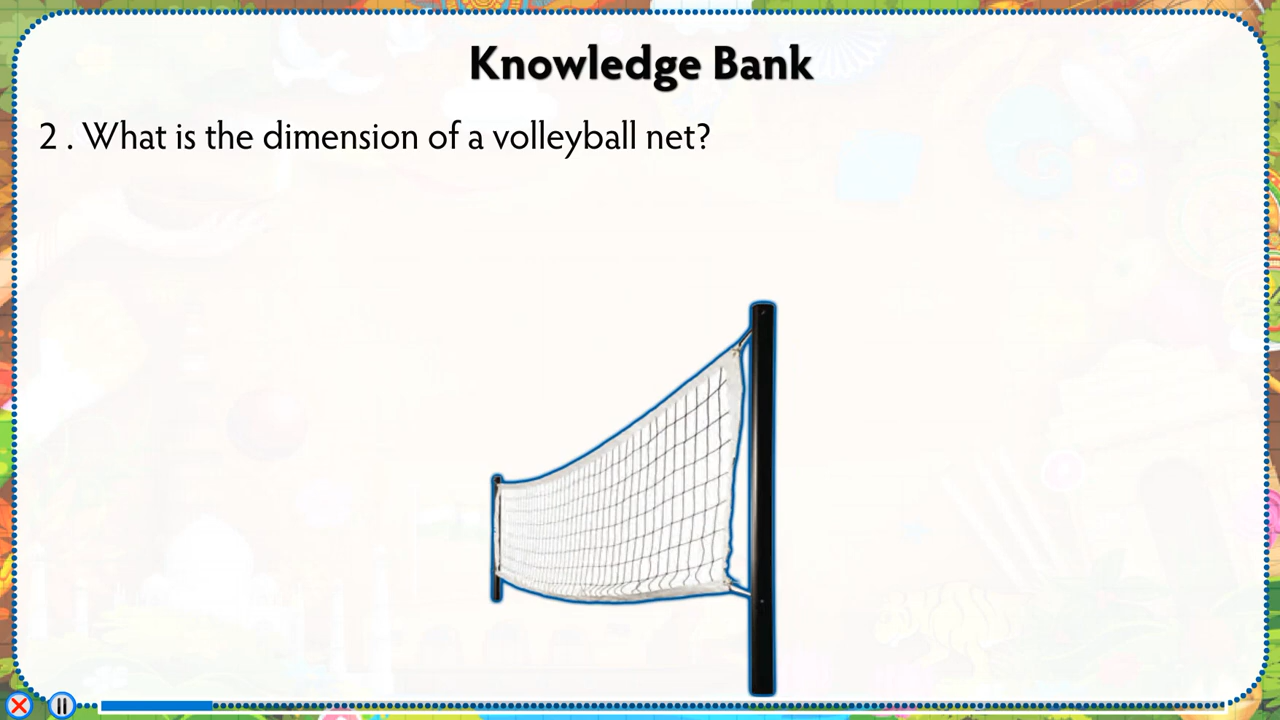 Knowledge Bank
2 . What is the dimension of a volleyball net?